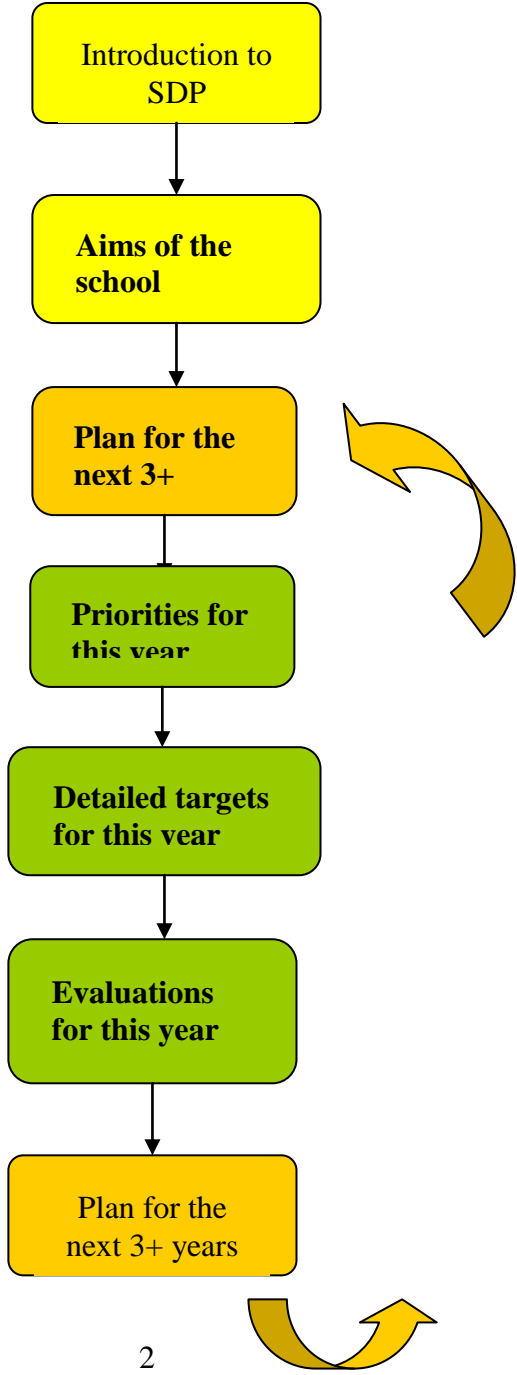 Introduction to
SDP
Aims of the
school
Plan for the
next 3+
Priorities for
this year
Detailed targets
for this year
Evaluations
for this year
Plan for the
next 3+ years
2